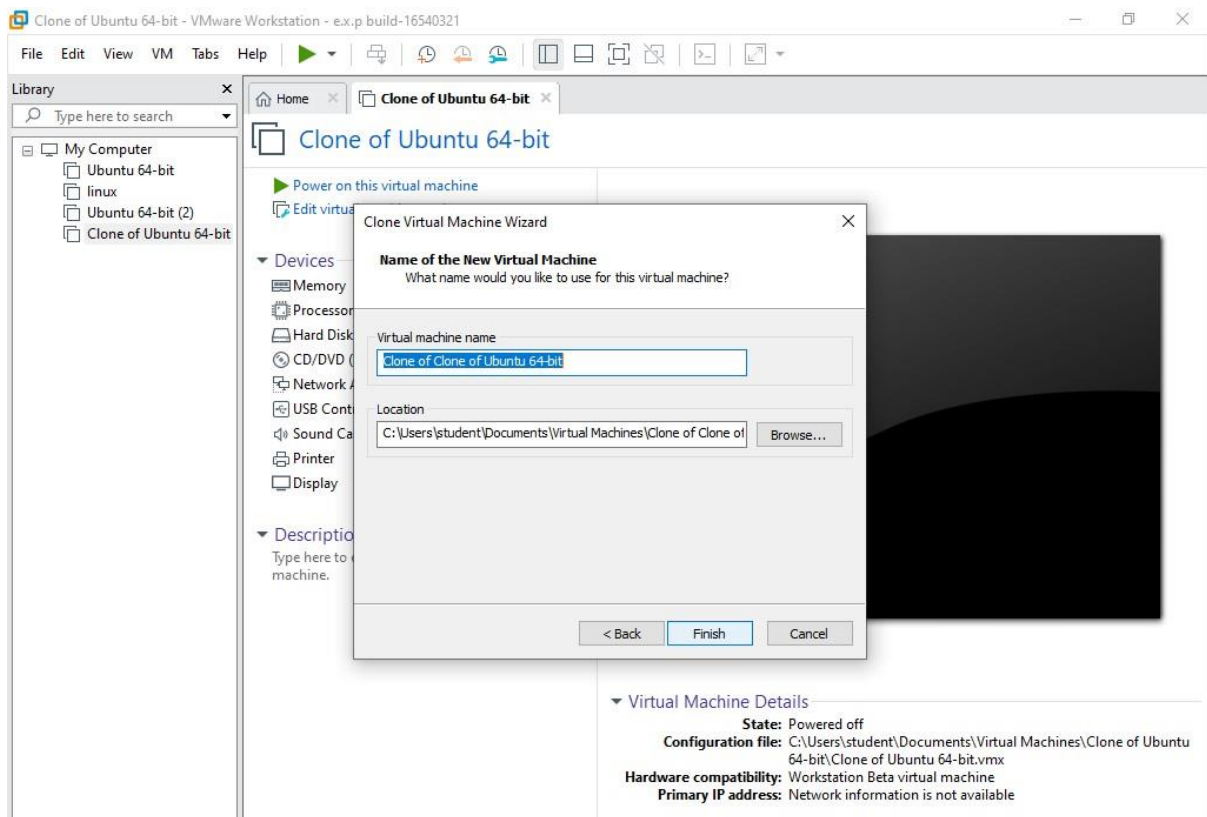 Clone of Ubuntu 64-bit - VMware Workstation - e.x.p build-16540321
File Edit View VM Tabs Help
Library
Type here to search
My Computer
Ubuntu 64-bit
linux
Ubuntu 64-bit (2)
Clone of Ubuntu 64-bit
Home
Clone of Ubuntu 64-bit
Clone of Ubuntu 64-bit
Power on this virtual machine
Edit virtua
Devices
Memory
Processor
Hard Disk
CD/DVD (
Network A
USB Cont
Sound Ca
Printer
Display
Descriptio
Type here to e
machine.
Clone Virtual Machine Wizard
Name of the New Virtual Machine
What name would you like to use for this virtual machine?
Virtual machine name
Clone of Clone of Ubuntu 64-bit
Location
C:\Users\student\Documents\Virtual Machines\Clone of Clone of
Browse...
< Back Finish Cancel
Virtual Machine Details
State: Powered off
Configuration file: C:\Users\student\Documents\Virtual Machines\Clone of Ubuntu
64-bit\Clone of Ubuntu 64-bit.vmx
Hardware compatibility: Workstation Beta virtual machine
Primary IP address: Network information is not available